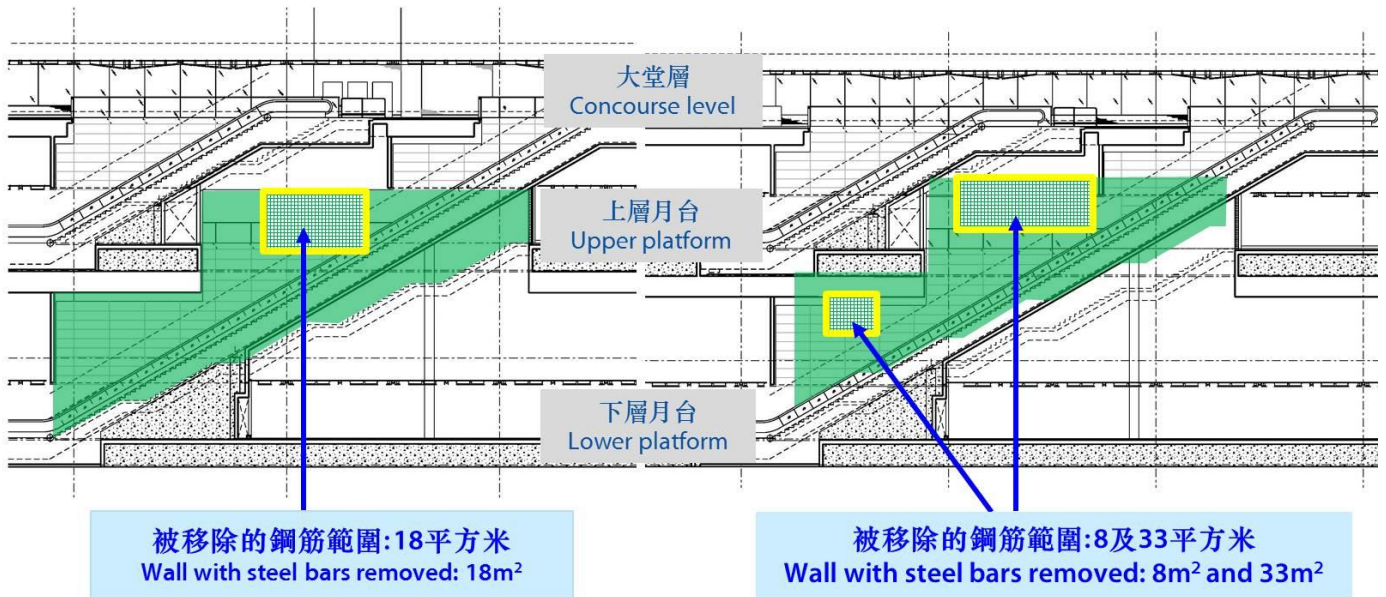 大堂層
Concourse level
上層月台
Upper platform
下層月台
Lower platform
被移除的鋼筋範圍:18平方米
Wall with steel bars removed: 18m²
被移除的鋼筋範圍:8及33平方米
Wall with steel bars removed: 8m² and 33m²